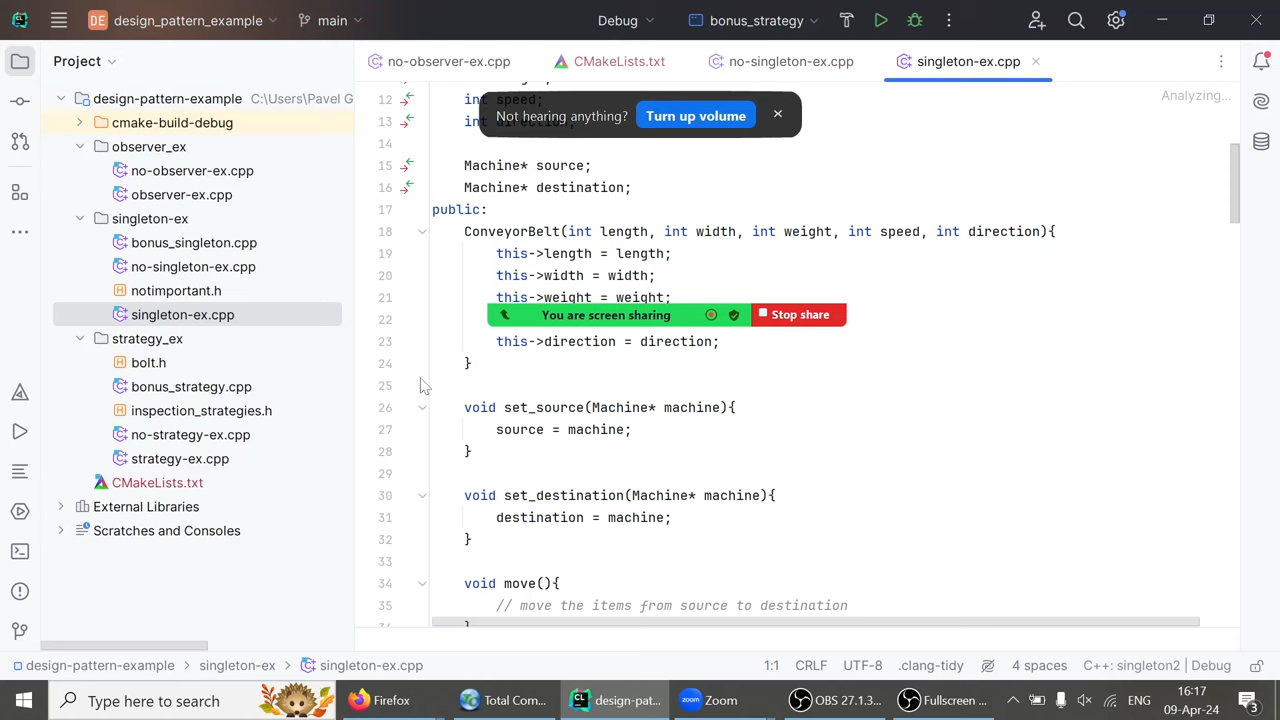 DE design_pattern_example main Debug bonus_strategy
Project
no-observer-ex.cpp CMakeLists.txt no-singleton-ex.cpp singleton-ex.cpp
design-pattern-example C:\Users\Pavel G
cmake-build-debug
observer_ex
no-observer-ex.cpp
observer-ex.cpp
singleton-ex
bonus_singleton.cpp
no-singleton-ex.cpp
notimportant.h
singleton-ex.cpp
strategy_ex
bolt.h
bonus_strategy.cpp
inspection_strategies.h
no-strategy-ex.cpp
strategy-ex.cpp
CMakeLists.txt
External Libraries
Scratches and Consoles
Analyzing...
Not hearing anything? Turn up volume
12 int speed;
13 int direction;
14
15 Machine* source;
16 Machine* destination;
17 public:
18 ConveyorBelt(int length, int width, int weight, int speed, int direction){
19 this->length = length;
20 this->width = width;
21 this->weight = weight;
22
You are screen sharing Stop share
23 this->direction = direction;
24 }
25
26 void set_source(Machine* machine){
27 source = machine;
28 }
29
30 void set_destination(Machine* machine){
31 destination = machine;
32 }
33
34 void move(){
35 // move the items from source to destination
}
design-pattern-example singleton-ex singleton-ex.cpp 1:1 CRLF UTF-8 .clang-tidy 4 spaces C++: singleton2 | Debug
Type here to search Firefox Total Com... design-pat... zoom Zoom OBS 27.1.3... Fullscreen ... ENG 16:17
09-Apr-24 3